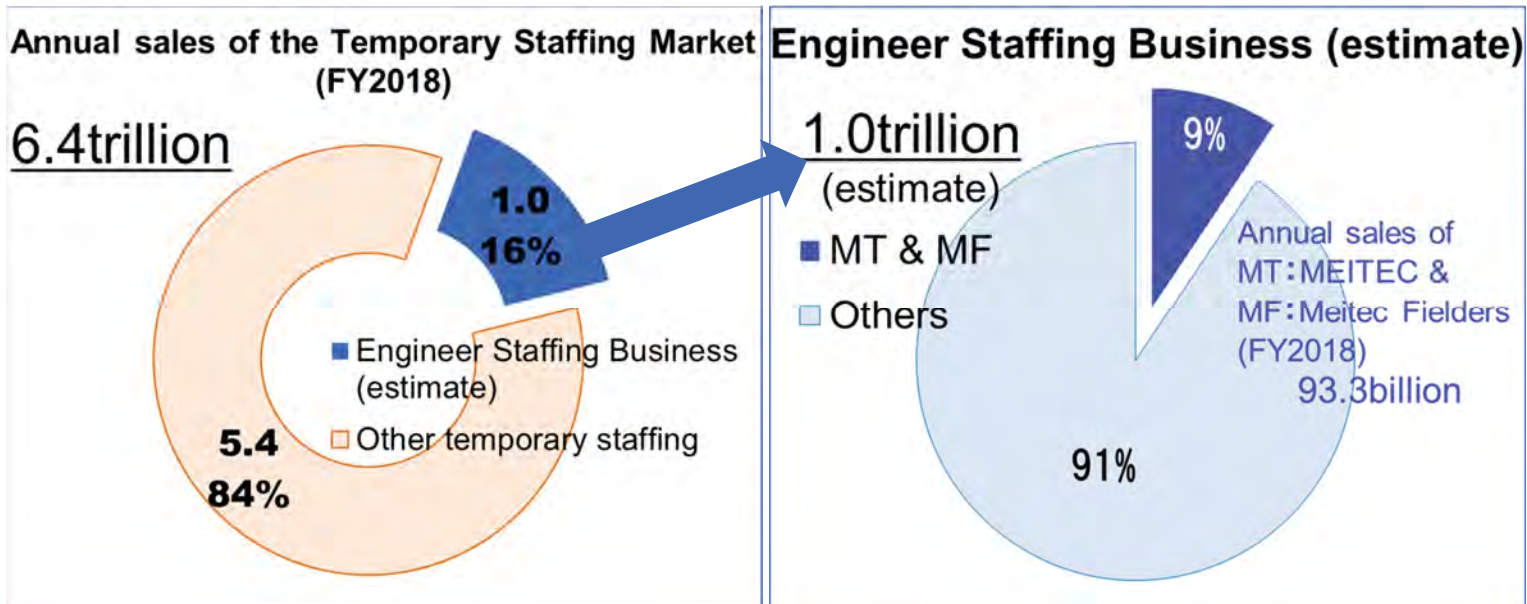 Annual sales of the Temporary Staffing Market
(FY2018)
6.4trillion
1.0
16%
Engineer Staffing Business
(estimate)
Other temporary staffing
5.4
84%
Engineer Staffing Business (estimate)
1.0trillion
(estimate)
MT & MF
Others
9%
Annual sales of
MT:MEITEC &
MF:Meitec Fielders
(FY2018)
93.3billion
91%